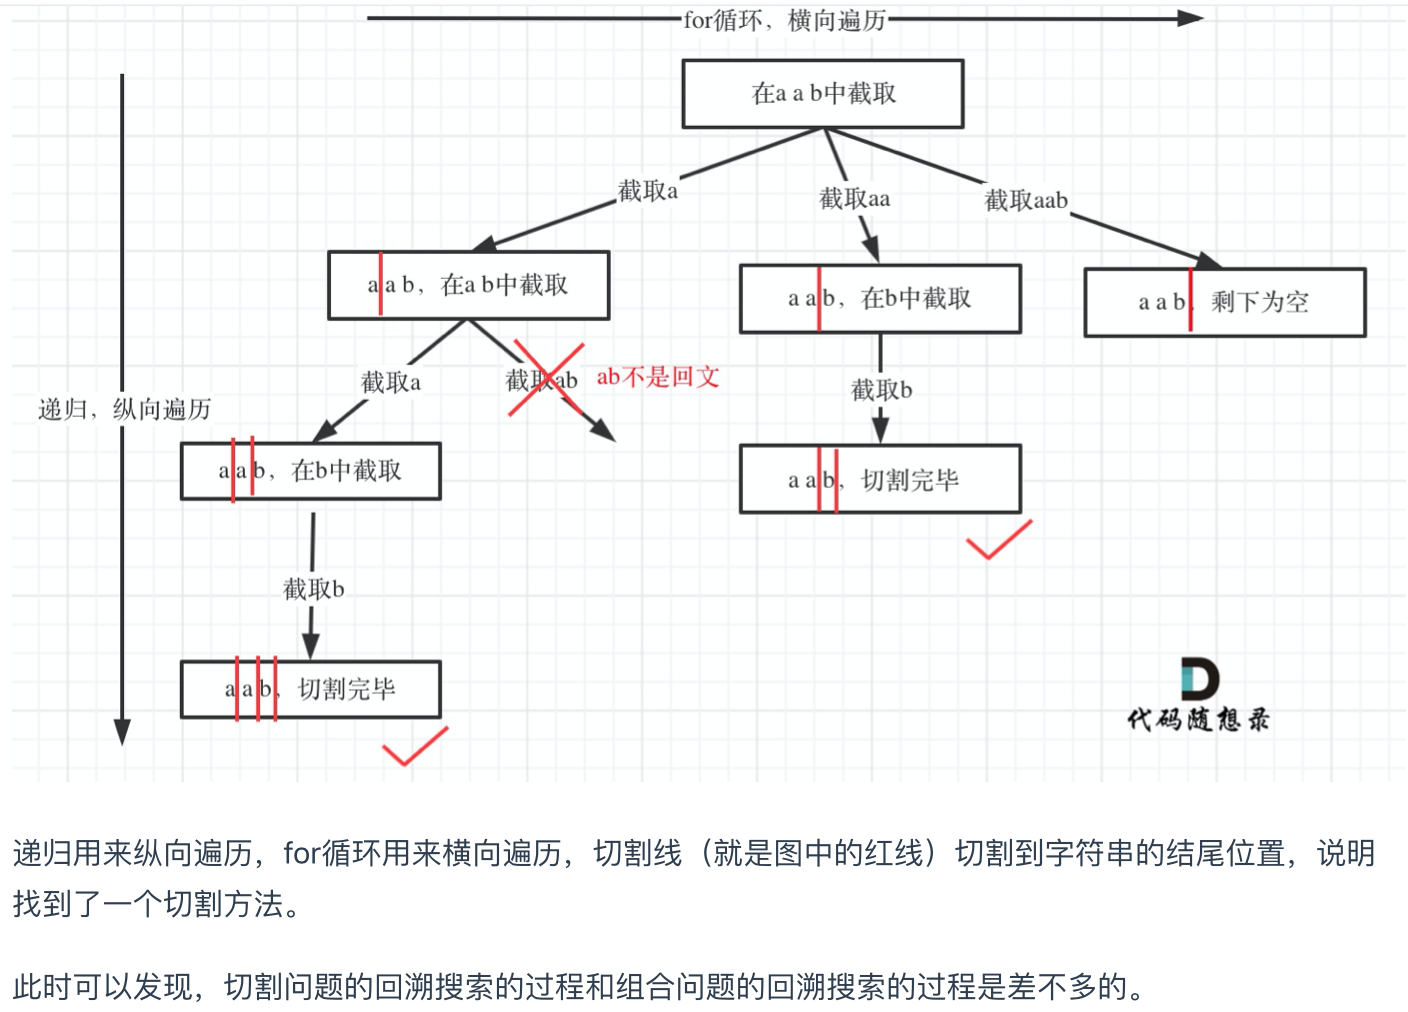 for循环，横向遍历
在a a b中截取
截取a
截取aa
截取aab
a a b，在a b中截取
a a b，在b中截取
a a b，剩下为空
截取a
截取ab
ab不是回文
截取b
递归，纵向遍历
a a b，在b中截取
a a b，切割完毕
截取b
a a b，切割完毕
代码随想录
递归用来纵向遍历，for循环用来横向遍历，切割线（就是图中的红线）切割到字符串的结尾位置，说明
找到了一个切割方法。
此时可以发现，切割问题的回溯搜索的过程和组合问题的回溯搜索的过程是差不多的。